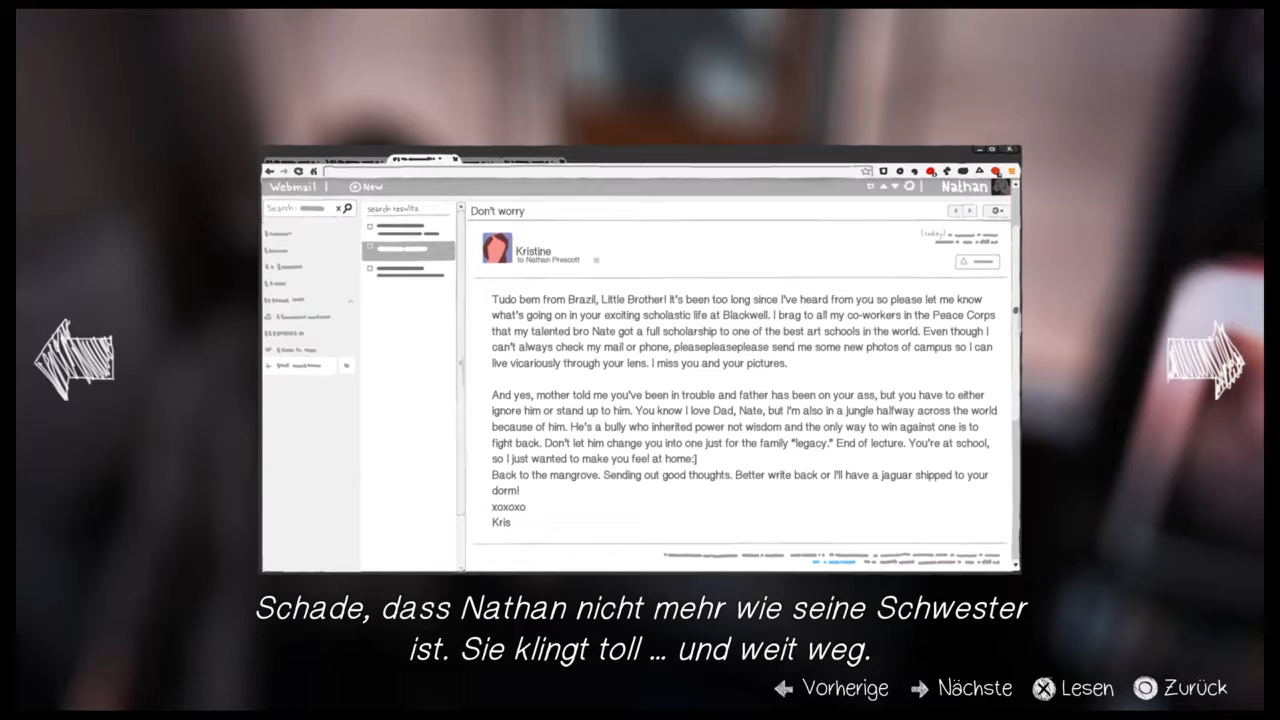 Webmail | New Nathan
Search:
search results
Don't worry
(today)
Kristine
to Nathan Prescott
Tudo bem from Brazil, Little Brother! It's been too long since I've heard from you so please let me know
what's going on in your exciting scholastic life at Blackwell. I brag to all my co-workers in the Peace Corps
that my talented bro Nate got a full scholarship to one of the best art schools in the world. Even though I
can't always check my mail or phone, pleasepleaseplease send me some new photos of campus so I can
live vicariously through your lens. I miss you and your pictures.
And yes, mother told me you've been in trouble and father has been on your ass, but you have to either
ignore him or stand up to him. You know I love Dad, Nate, but I'm also in a jungle halfway across the world
because of him. He's a bully who inherited power not wisdom and the only way to win against one is to
fight back. Don't let him change you into one just for the family "legacy." End of lecture. You're at school,
so I just wanted to make you feel at home:]
Back to the mangrove. Sending out good thoughts. Better write back or I'll have a jaguar shipped to your
dorm!
xoxoxo
Kris
Schade, dass Nathan nicht mehr wie seine Schwester
ist. Sie klingt toll ... und weit weg.
Vorherige Nächste Lesen Zurück